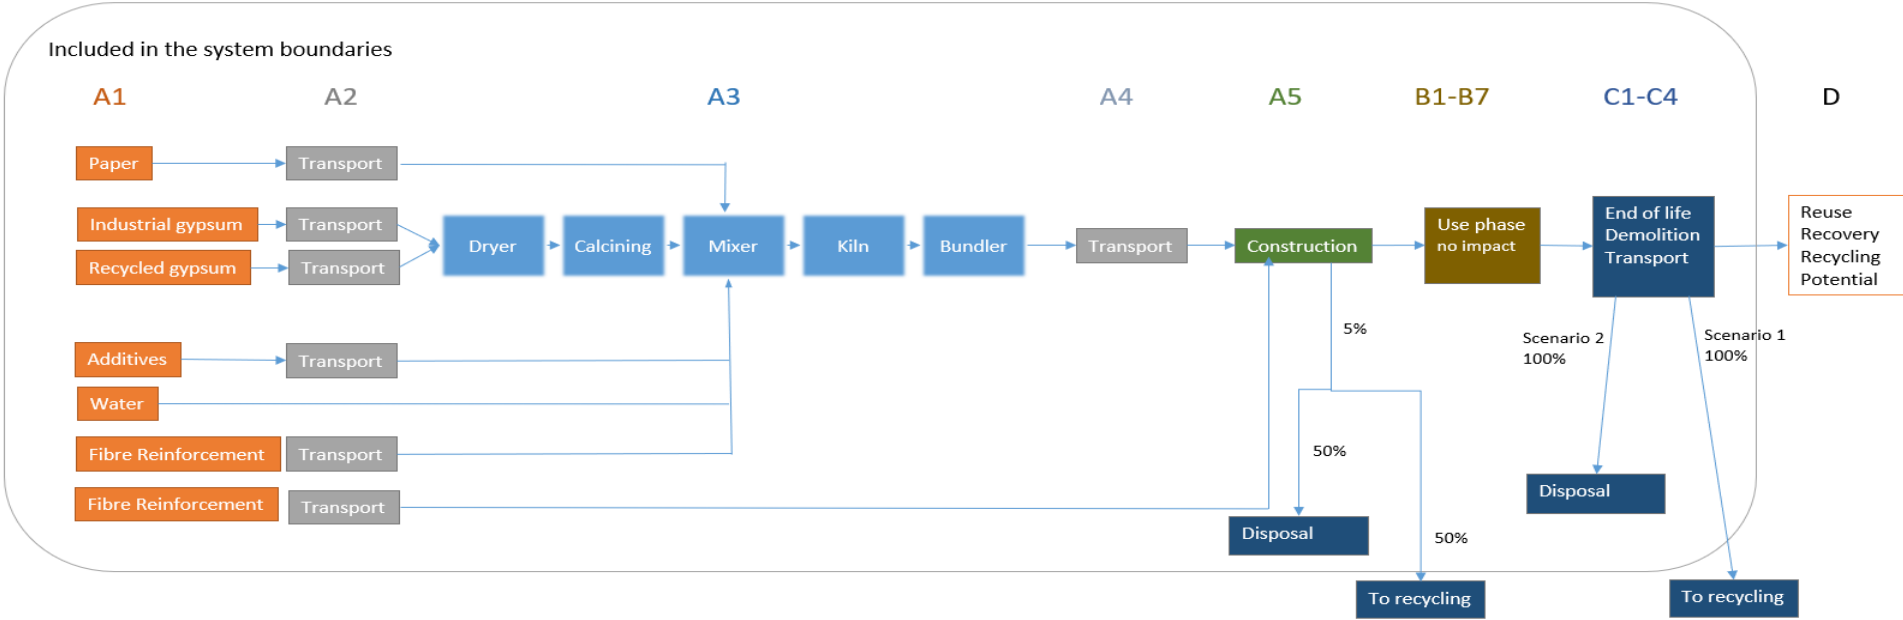 Included in the system boundaries
A1 A2 A3 A4 A5 B1-B7 C1-C4 D
Paper Transport
Industrial gypsum Transport
Recycled gypsum Transport
Dryer Calcining Mixer Kiln Bundler Transport Construction
Use phase
no impact
End of life
Demolition
Transport
Reuse
Recovery
Recycling
Potential
Additives Transport
Water
Fibre Reinforcement Transport
Fibre Reinforcement Transport
5%
50%
Disposal
50%
To recycling
Scenario 2
100%
Disposal
Scenario 1
100%
To recycling